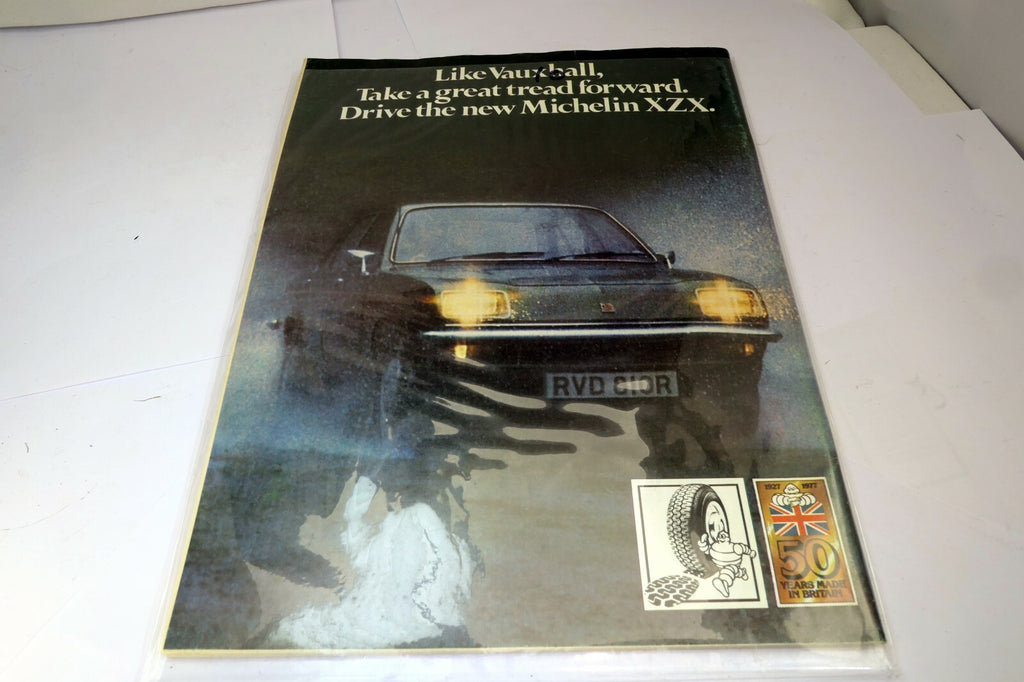 Like Vauxhall,
Take a great tread forward.
Drive the new Michelin XZX.
RVD 810R
1927 1977
50
YEARS MADE
IN BRITAIN